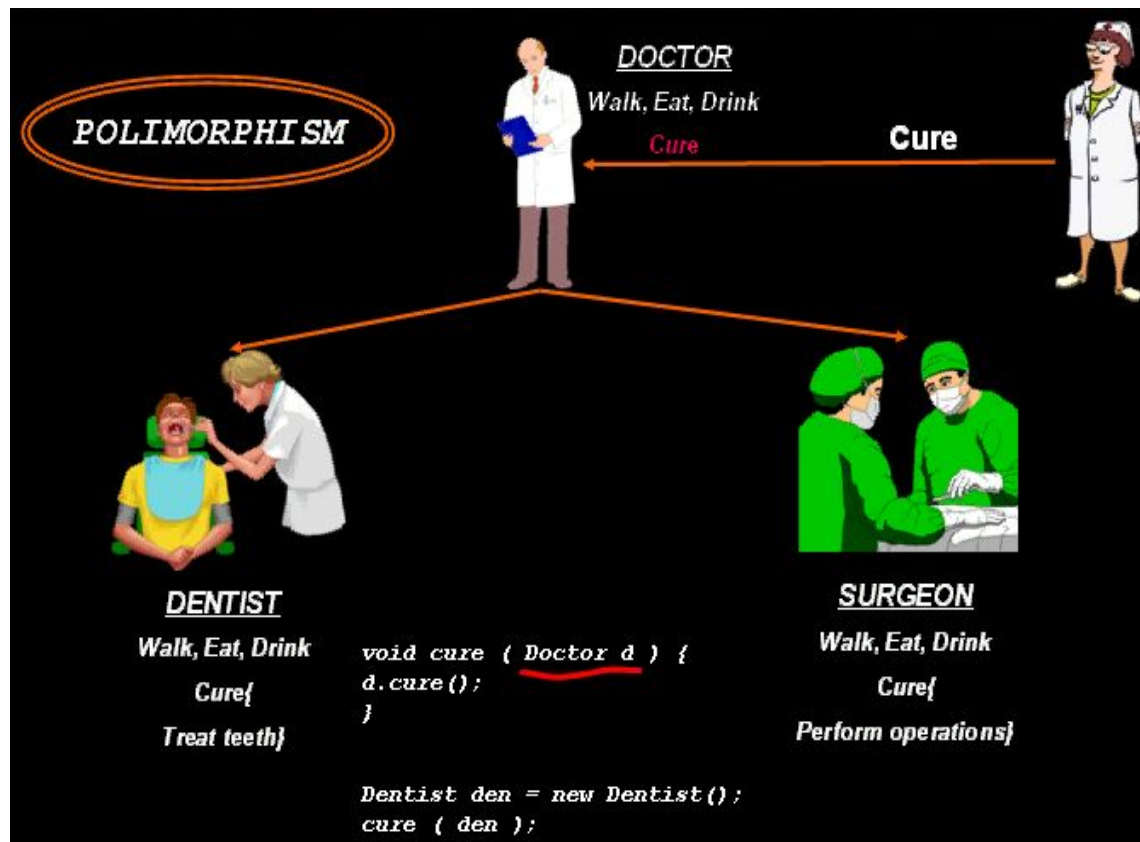 POLIMORPHISM
DOCTOR
Walk, Eat, Drink
Cure
Cure
DENTIST
Walk, Eat, Drink
Cure{
Treat teeth}
void cure ( Doctor d ) {
d.cure();
}
Dentist den = new Dentist();
cure ( den );
SURGEON
Walk, Eat, Drink
Cure{
Perform operations}